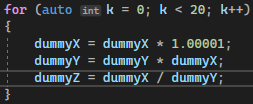 for (auto int k = 0; k < 20; k++)
{
    dummyX = dummyX * 1.00001;
    dummyY = dummyY * dummyX;
    dummyZ = dummyX / dummyY;
}